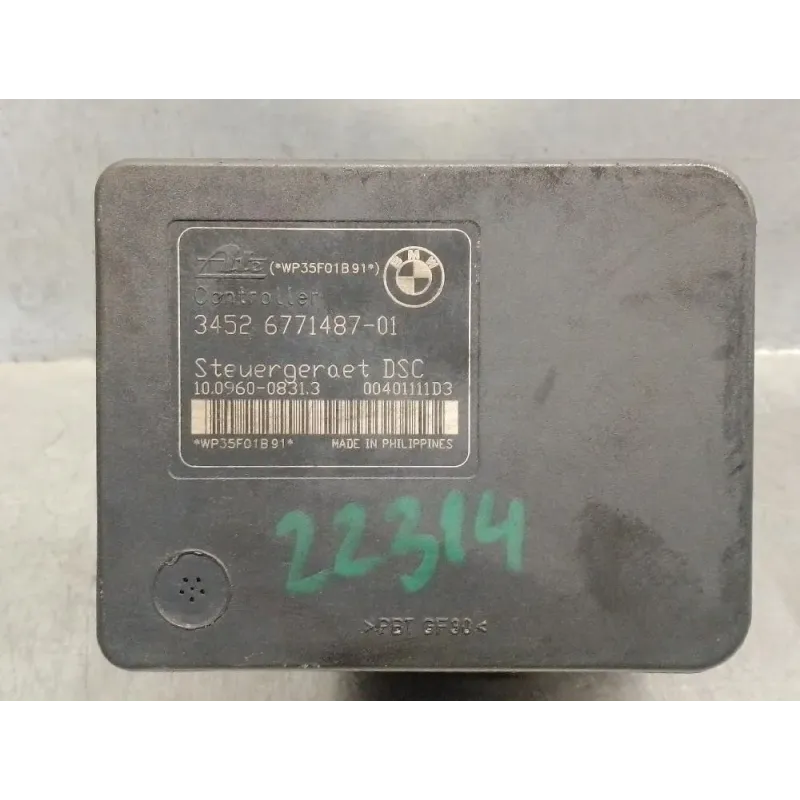 Ate (*WP35F01B91*) BMW
Controller
3452 6771487-01
Steuergeraet DSC
10.0960-0831.3 00401111D3
*WP35F01B91* MADE IN PHILIPPINES
22314
>PBT GF30<